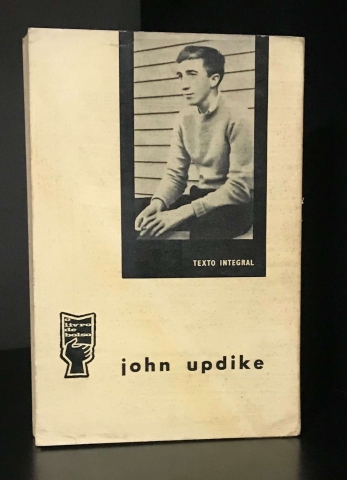 TEXTO INTEGRAL
livro
de
bolso
john updike